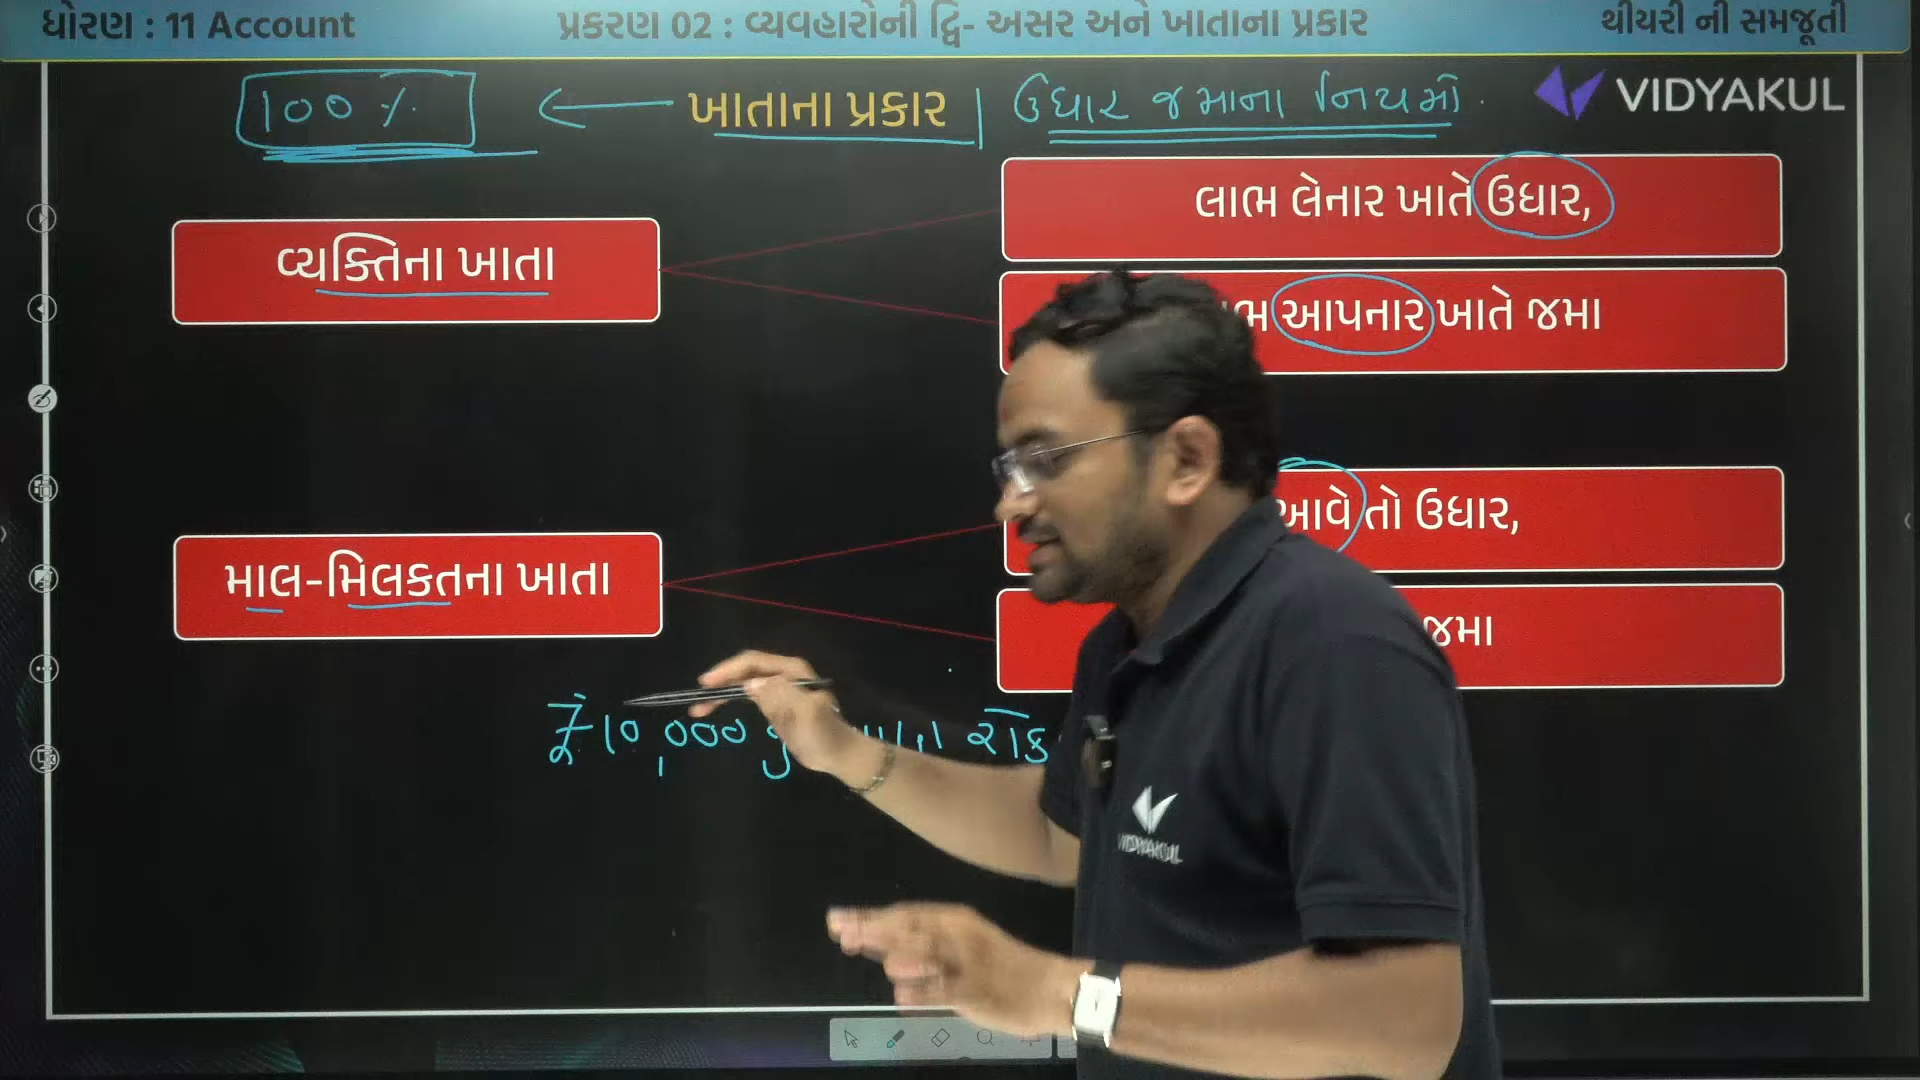 ધોરણ : 11 Account
પ્રકરણ 02 : વ્યવહારોની દ્વિ- અસર અને ખાતાના પ્રકાર
થીયરી ની સમજૂતી
100 %
ખાતાના પ્રકાર
ઉધાર જમાના નિયમો.
VIDYAKUL
લાભ લેનાર ખાતે ઉધાર,
વ્યક્તિના ખાતા
આપનાર ખાતે જમા
આવે તો ઉધાર,
માલ-મિલકતના ખાતા
જમા
₹ 10,000
VIDYAKUL